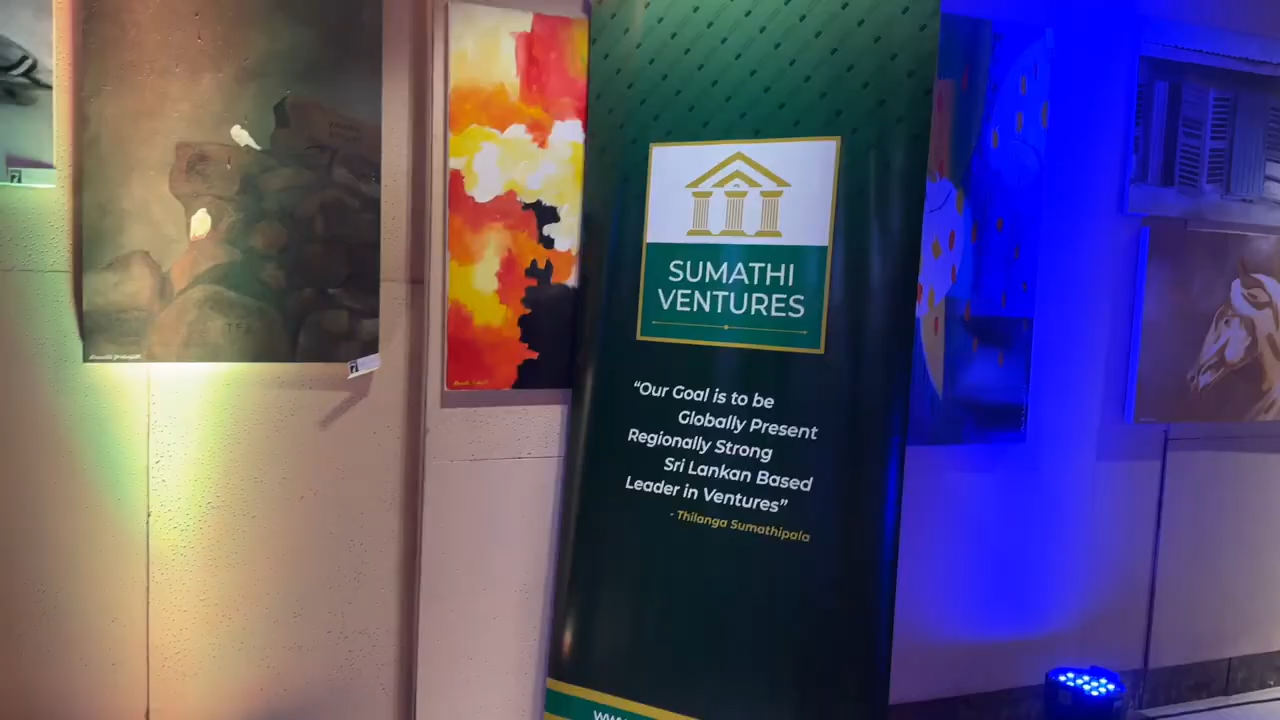 SUMATHI
VENTURES
“Our Goal is to be
Globally Present
Regionally Strong
Sri Lankan Based
Leader in Ventures”
- Thilanga Sumathipala